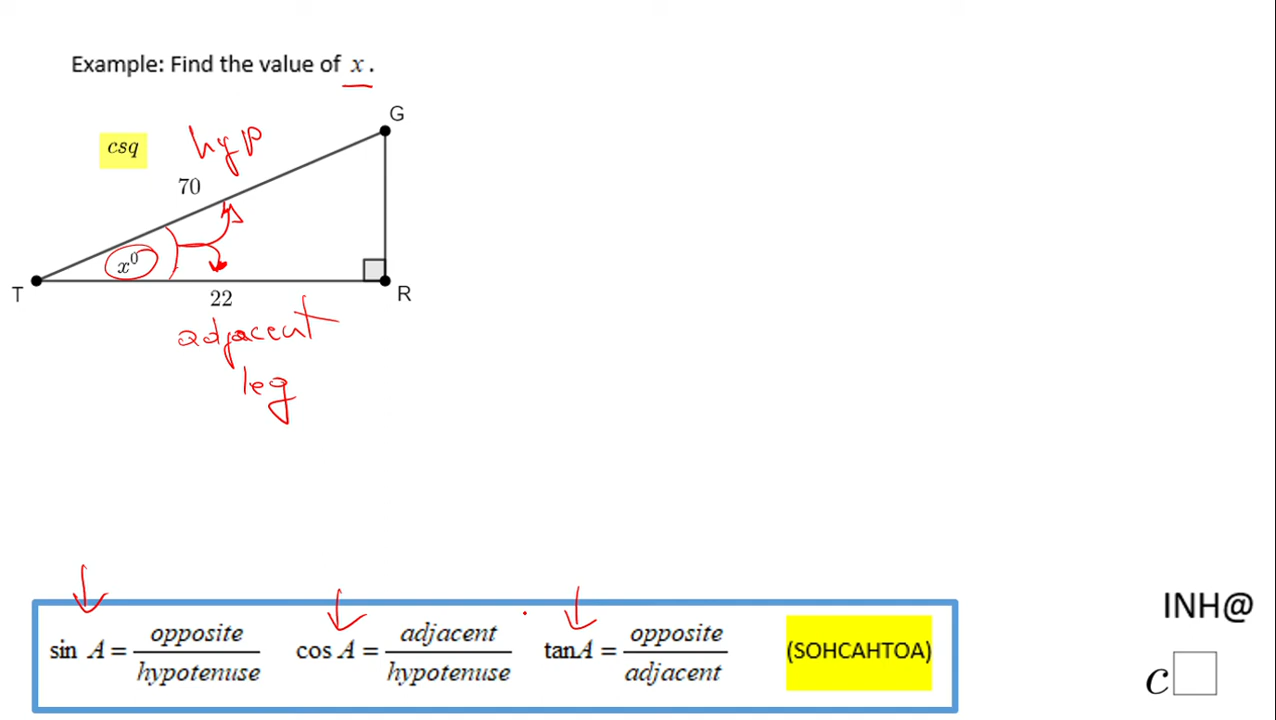 Example: Find the value of x.
G
csq
hyp
70
x⁰
T
22
R
adjacent
leg
sin A = opposite / hypotenuse
cos A = adjacent / hypotenuse
tanA = opposite / adjacent
(SOHCAHTOA)
INH@
c□